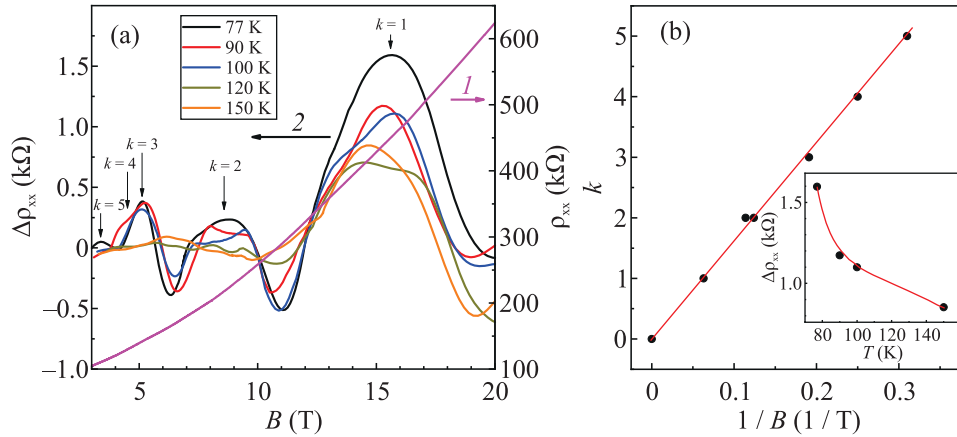 (a)
k = 1
77 K
90 K
100 K
120 K
150 K
1
2
k = 3
k = 4
k = 2
k = 5
Δρxx (kΩ)
1.5
1.0
0.5
0
−0.5
−1.0
5
10
15
20
B (T)
600
500
400
300
200
100
ρxx (kΩ)
(b)
k
5
4
3
2
1
0
0
0.1
0.2
0.3
1 / B (1 / T)
Δρxx (kΩ)
1.5
1.0
80
100
120
140
T (K)